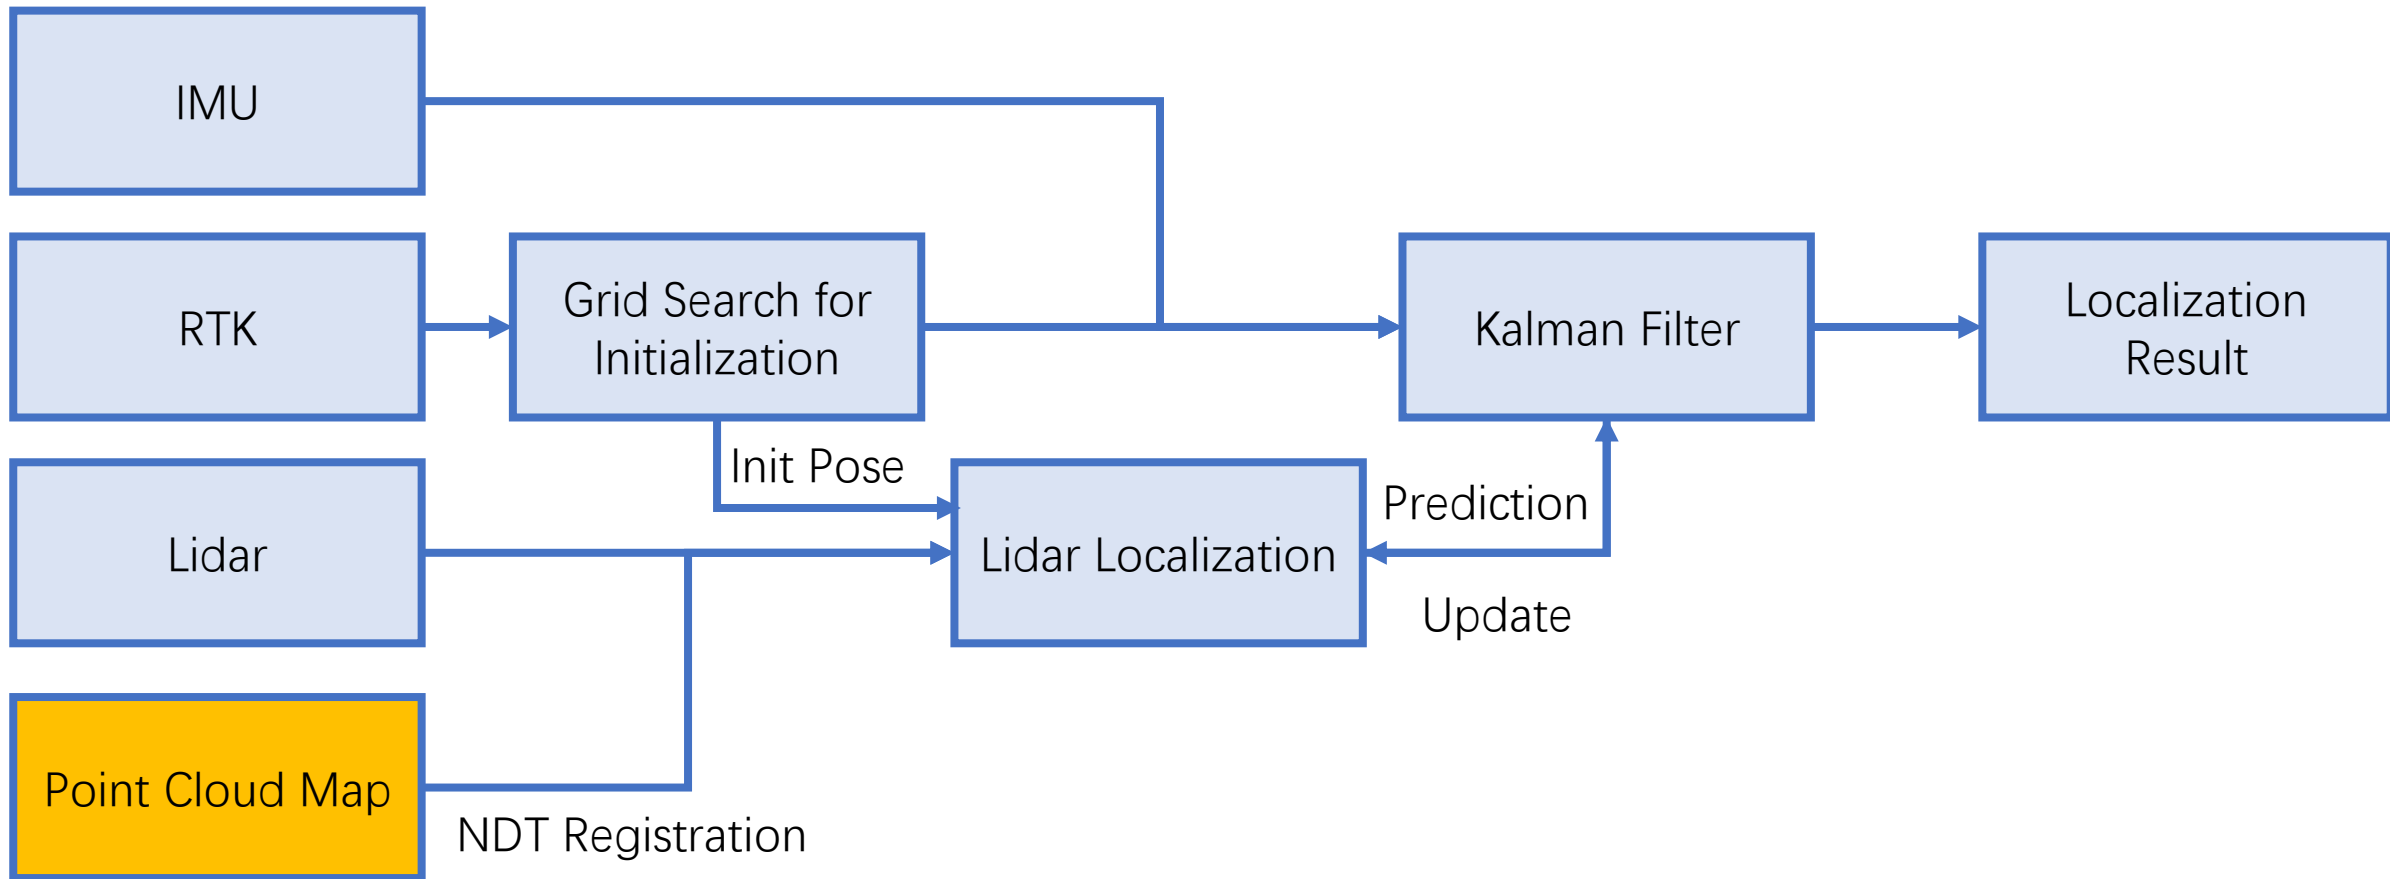 IMU
RTK
Grid Search for
Initialization
Kalman Filter
Localization
Result
Init Pose
Lidar
Lidar Localization
Prediction
Update
Point Cloud Map
NDT Registration